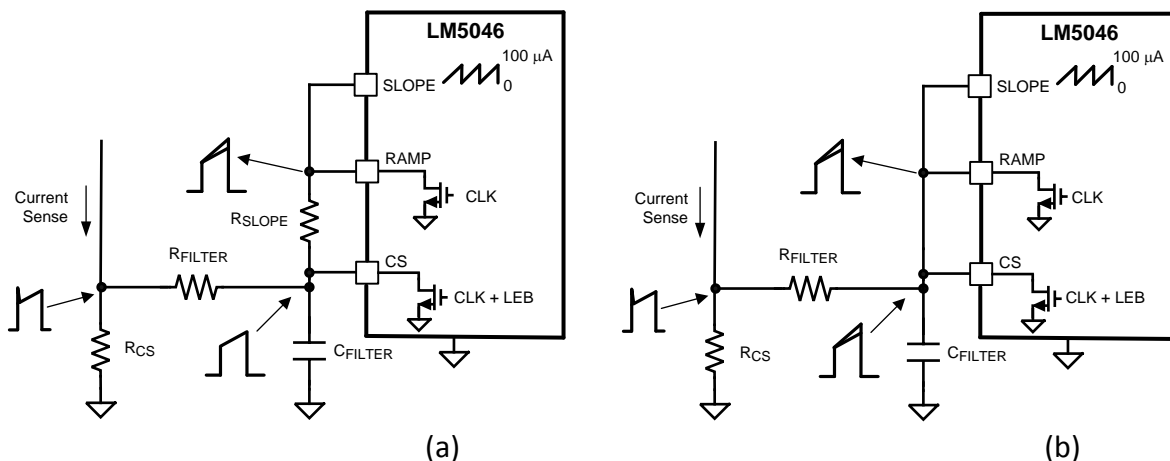 LM5046
100 μA
0
SLOPE
RAMP
CLK
Current
Sense
RSLOPE
RFILTER
CS
CLK + LEB
RCS
CFILTER
(a)
LM5046
100 μA
0
SLOPE
RAMP
CLK
Current
Sense
RFILTER
CS
CLK + LEB
RCS
CFILTER
(b)